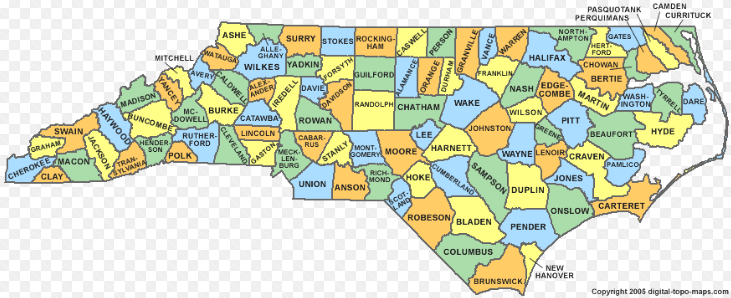 PASQUOTANK
PERQUIMANS
CAMDEN
CURRITUCK
ASHE
ALLE-
GHANY
SURRY
STOKES
ROCKING-
HAM
CASWELL
PERSON
GRANVILLE
VANCE
WARREN
NORTH-
AMPTON
HERT-
FORD
GATES
MITCHELL
WATAUGA
WILKES
YADKIN
FORSYTH
GUILFORD
ALAMANCE
ORANGE
DURHAM
FRANKLIN
HALIFAX
BERTIE
CHOWAN
AVERY
CALDWELL
ALEX-
ANDER
IREDELL
DAVIE
DAVIDSON
RANDOLPH
CHATHAM
WAKE
NASH
EDGE-
COMBE
MARTIN
WASH-
INGTON
TYRRELL
DARE
MADISON
YANCEY
MC-
DOWELL
BURKE
CATAWBA
ROWAN
WILSON
PITT
BEAUFORT
HYDE
HAYWOOD
BUNCOMBE
RUTHER-
FORD
CLEVELAND
LINCOLN
CABAR-
RUS
STANLY
MONT-
GOMERY
MOORE
LEE
HARNETT
JOHNSTON
WAYNE
GREENE
LENOIR
CRAVEN
PAMLICO
SWAIN
GRAHAM
JACKSON
HENDER
SON
POLK
GASTON
MECK-
LEN-
BURG
CHEROKEE
CLAY
MACON
TRAN-
SYLVANIA
UNION
ANSON
RICH-
MOND
SCOT-
LAND
HOKE
CUMBERLAND
SAMPSON
DUPLIN
JONES
CARTERET
ONSLOW
ROBESON
BLADEN
PENDER
COLUMBUS
BRUNSWICK
NEW
HANOVER
Copyright 2005 digital-topo-maps.com